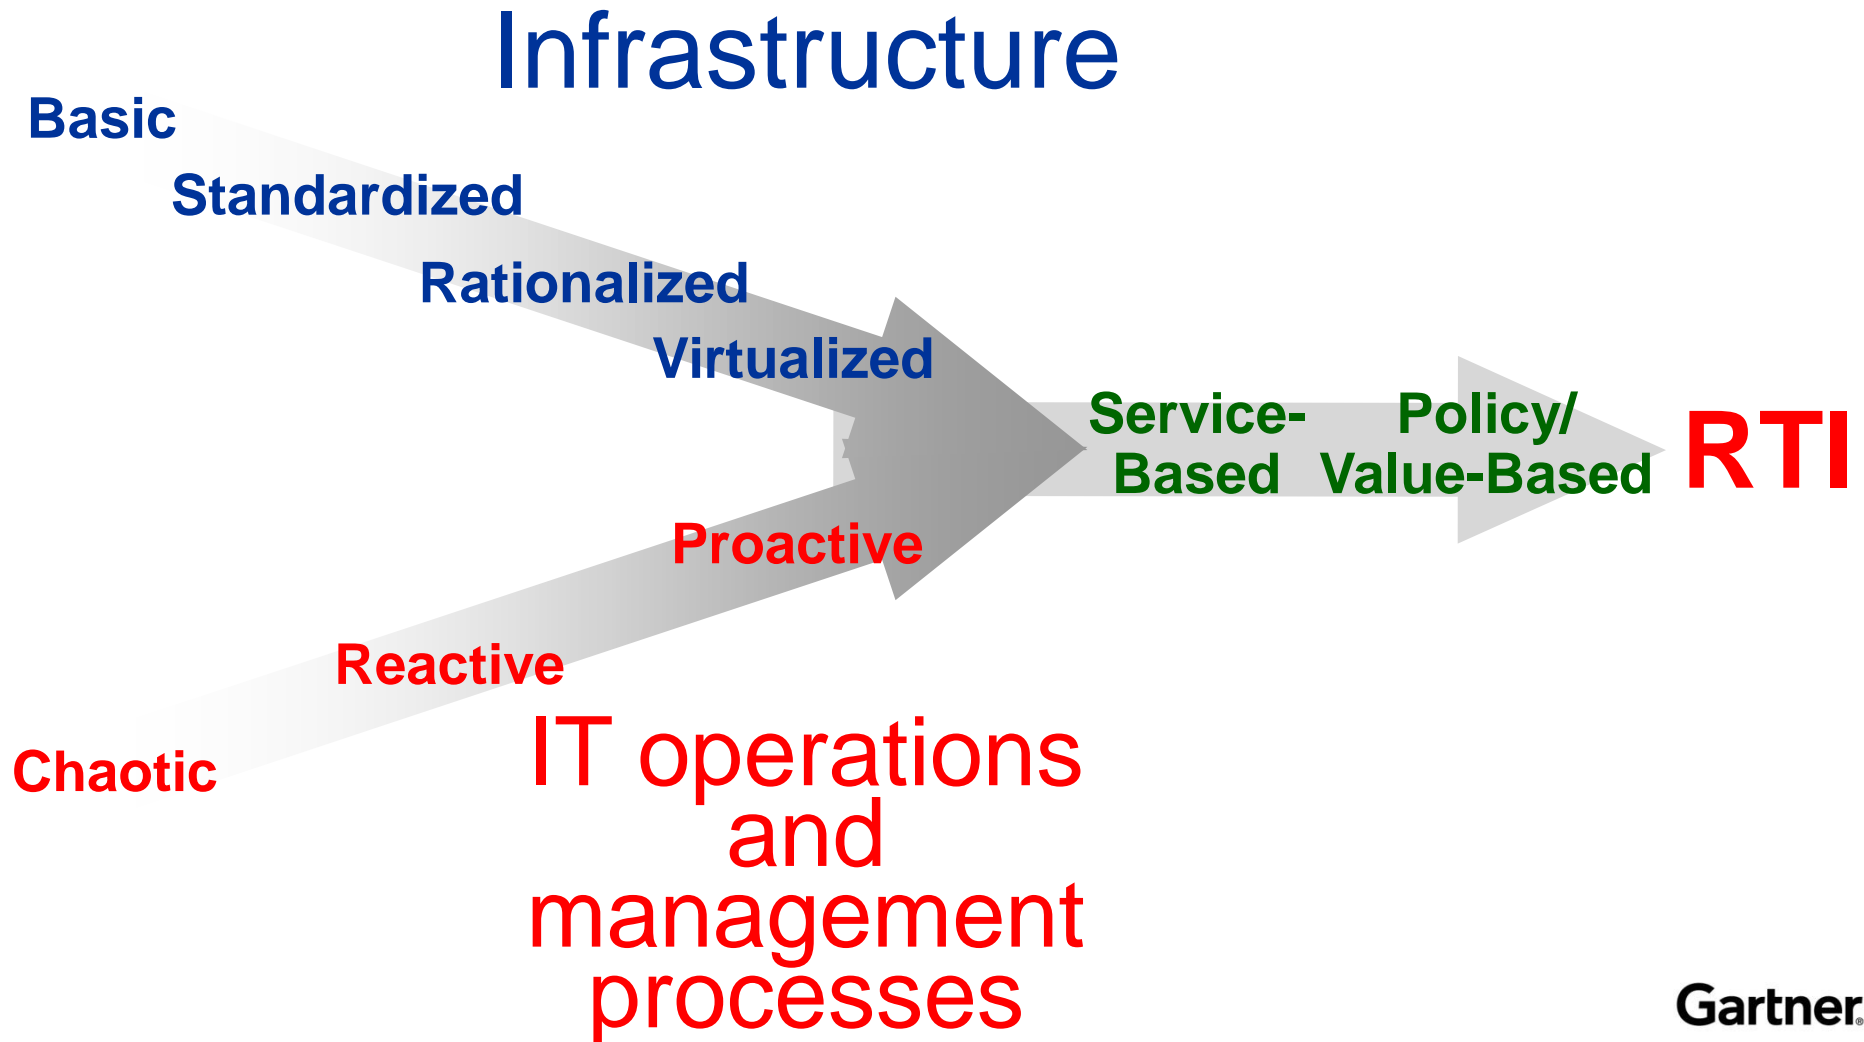 Infrastructure
Basic
Standardized
Rationalized
Virtualized
Service-
Based
Policy/
Value-Based
RTI
Proactive
Reactive
Chaotic
IT operations
and
management
processes
Gartner®